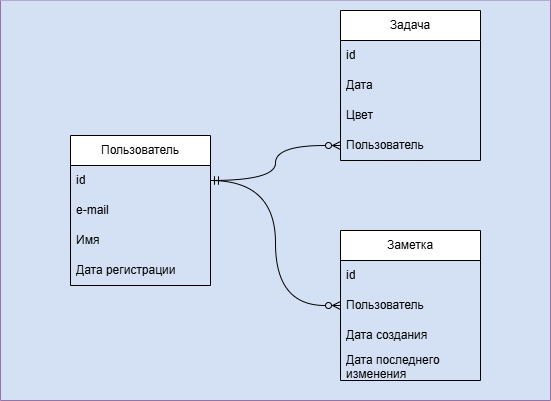 Задача
id
Дата
Цвет
Пользователь
Пользователь
id
e-mail
Имя
Дата регистрации
Заметка
id
Пользователь
Дата создания
Дата последнего
изменения